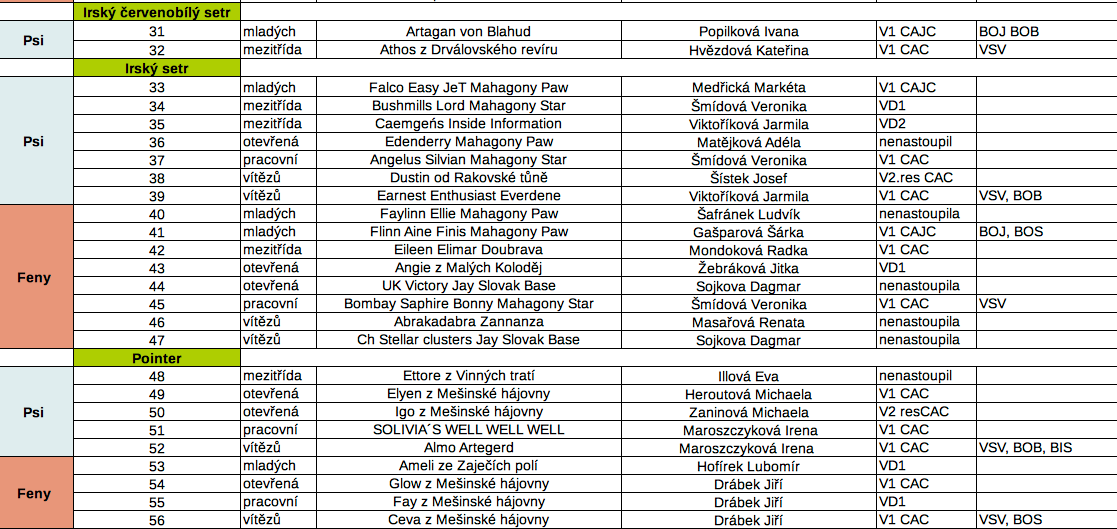 Irský červenobílý setr
Psi
31 mladých Artagan von Blahud Popilková Ivana V1 CAJC BOJ BOB
32 mezitřída Athos z Drválovského revíru Hvězdová Kateřina V1 CAC VSV
Irský setr
Psi
33 mladých Falco Easy JeT Mahagony Paw Medřická Markéta V1 CAJC
34 mezitřída Bushmills Lord Mahagony Star Šmídová Veronika VD1
35 mezitřída Caemgeńs Inside Information Viktoříková Jarmila VD2
36 otevřená Edenderry Mahagony Paw Matějková Adéla nenastoupil
37 pracovní Angelus Silvian Mahagony Star Šmídová Veronika V1 CAC
38 vítězů Dustin od Rakovské tůně Šístek Josef V2.res CAC
39 vítězů Earnest Enthusiast Everdene Viktoříková Jarmila V1 CAC VSV, BOB
Feny
40 mladých Faylinn Ellie Mahagony Paw Šafránek Ludvík nenastoupila
41 mladých Flinn Aine Finis Mahagony Paw Gašparová Šárka V1 CAJC BOJ, BOS
42 mezitřída Eileen Elimar Doubrava Mondoková Radka V1 CAC
43 otevřená Angie z Malých Koloděj Žebráková Jitka VD1
44 otevřená UK Victory Jay Slovak Base Sojkova Dagmar nenastoupila
45 pracovní Bombay Saphire Bonny Mahagony Star Šmídová Veronika V1 CAC VSV
46 vítězů Abrakadabra Zannanza Masařová Renata nenastoupila
47 vítězů Ch Stellar clusters Jay Slovak Base Sojkova Dagmar nenastoupila
Pointer
Psi
48 mezitřída Ettore z Vinných tratí Illová Eva nenastoupil
49 otevřená Elyen z Mešinské hájovny Heroutová Michaela V1 CAC
50 otevřená Igo z Mešinské hájovny Zaninová Michaela V2 resCAC
51 pracovní SOLIVIA´S WELL WELL WELL Maroszczyková Irena V1 CAC
52 vítězů Almo Artegerd Maroszczyková Irena V1 CAC VSV, BOB, BIS
Feny
53 mladých Ameli ze Zaječích polí Hofírek Lubomír VD1
54 otevřená Glow z Mešinské hájovny Drábek Jiří V1 CAC
55 pracovní Fay z Mešinské hájovny Drábek Jiří VD1
56 vítězů Ceva z Mešinské hájovny Drábek Jiří V1 CAC VSV, BOS